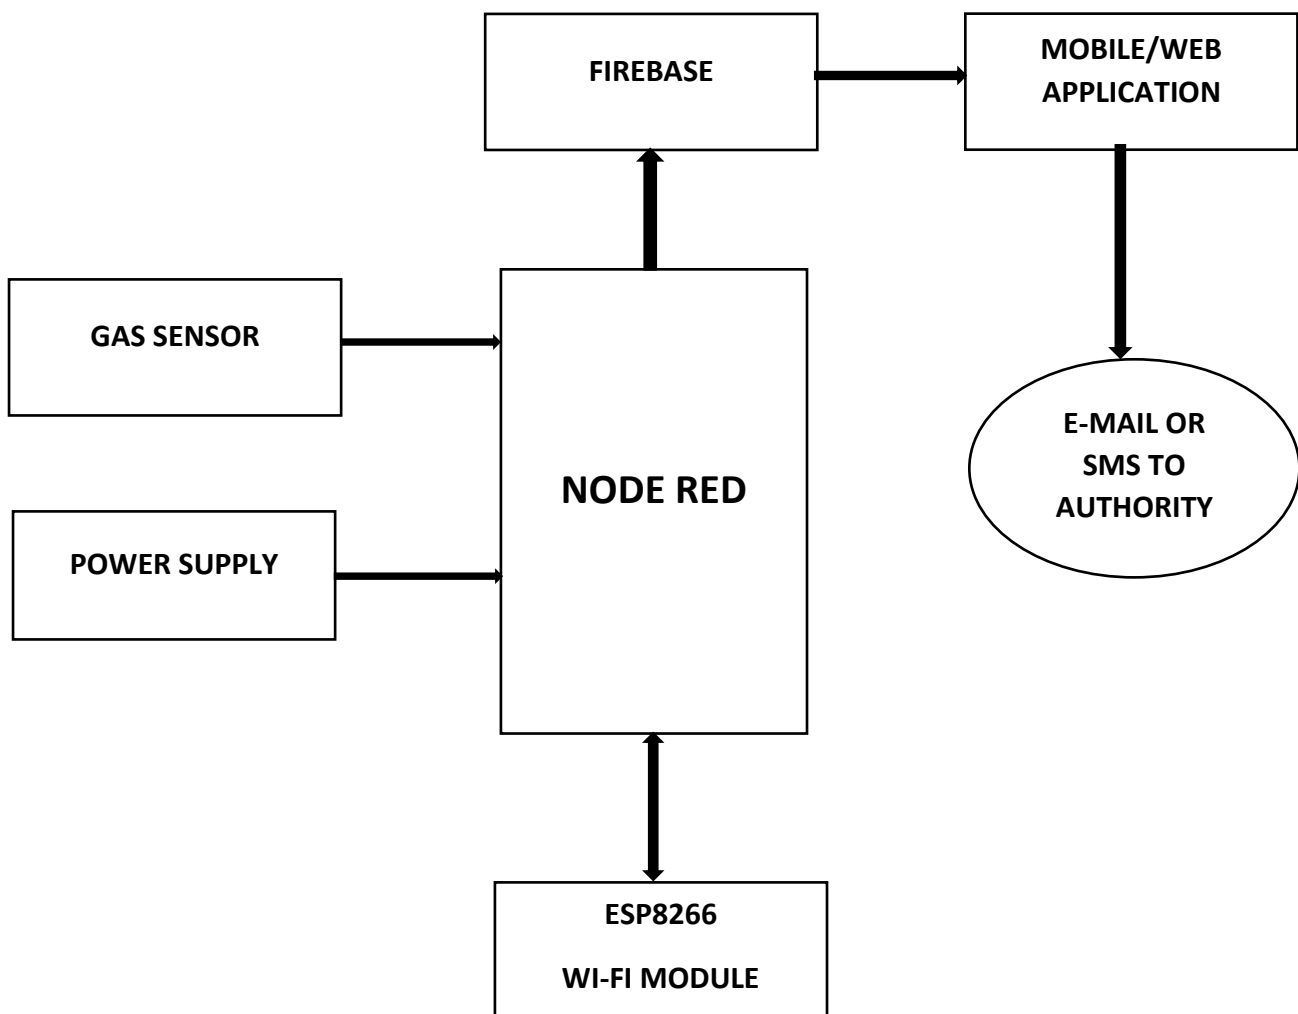 FIREBASE
MOBILE/WEB
APPLICATION
GAS SENSOR
E-MAIL OR
SMS TO
AUTHORITY
NODE RED
POWER SUPPLY
ESP8266
WI-FI MODULE